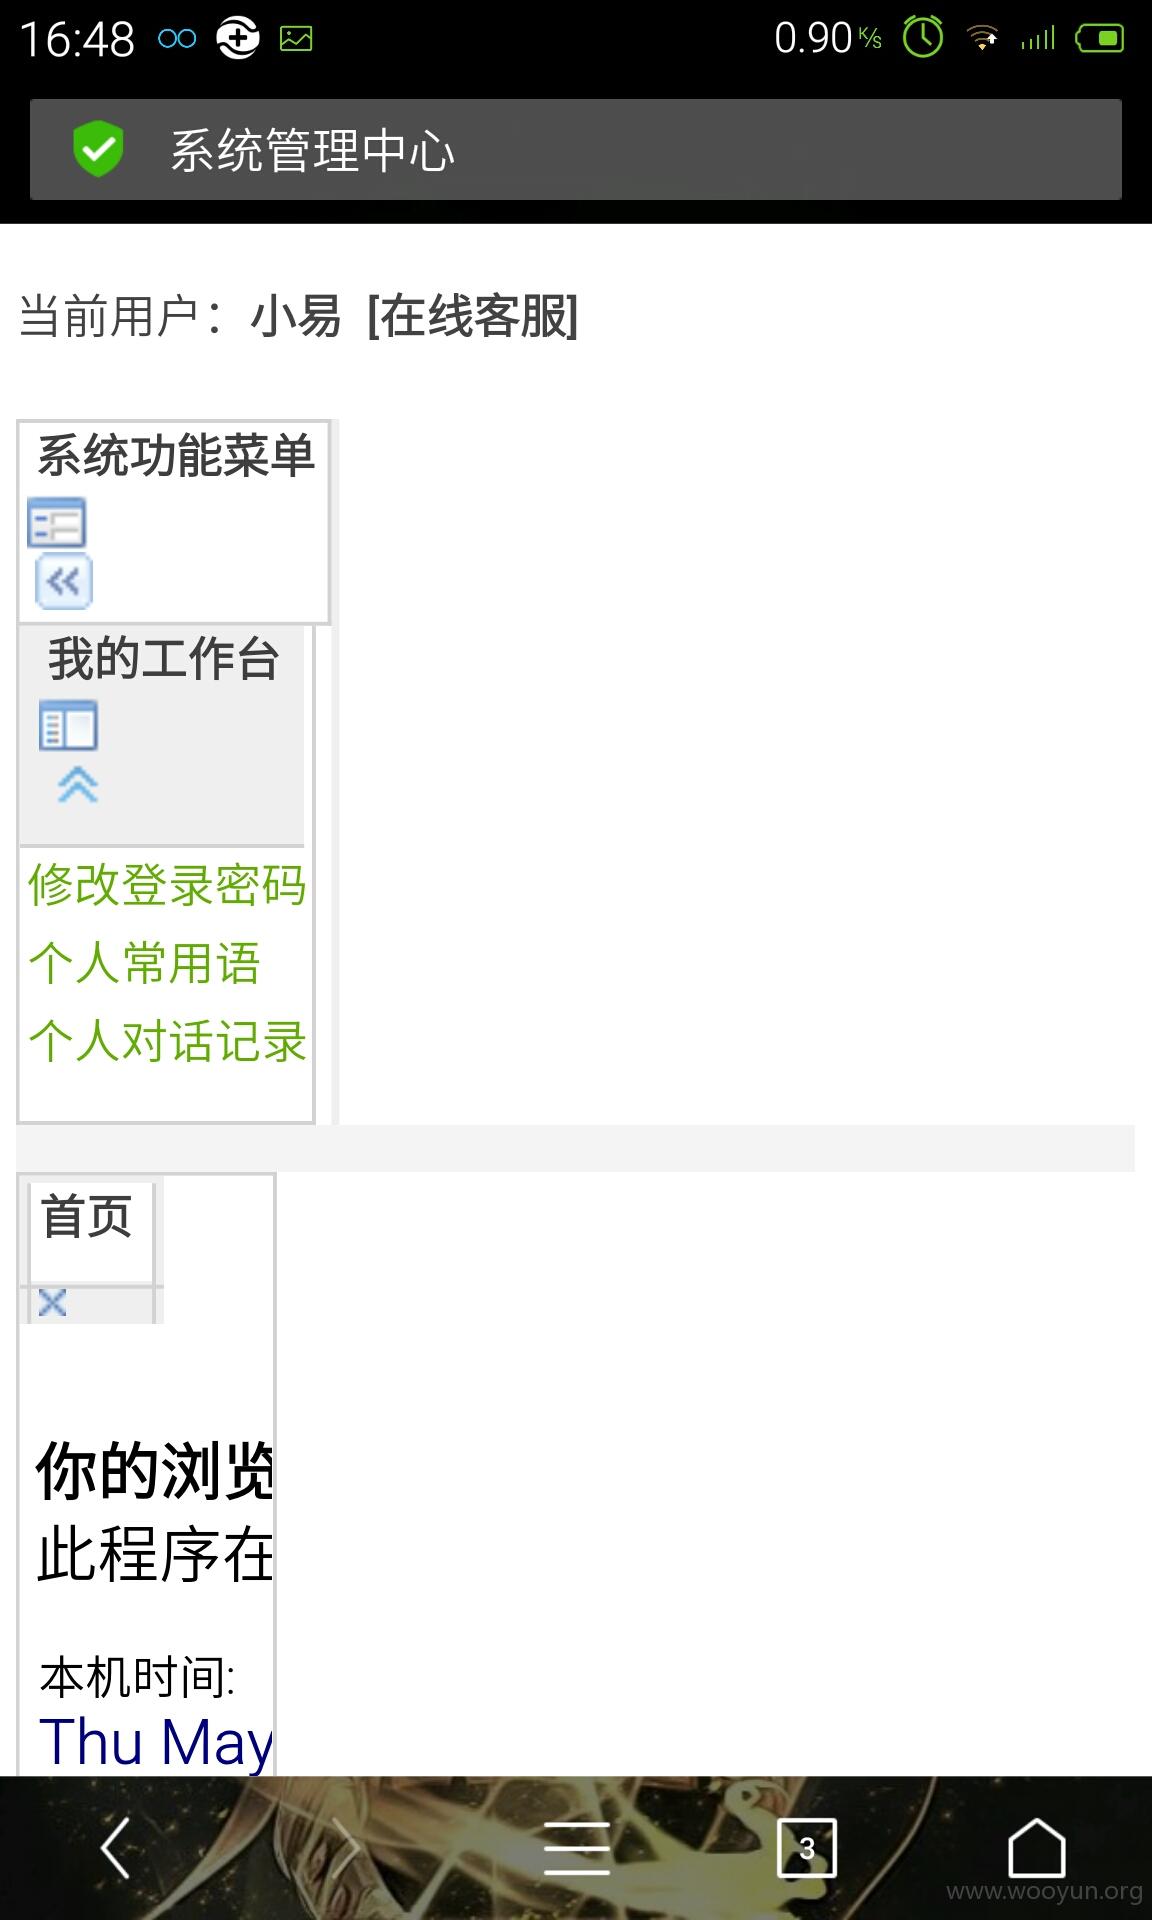 16:48
0.90 K/s
系统管理中心
当前用户：小易 [在线客服]
系统功能菜单
我的工作台
修改登录密码
个人常用语
个人对话记录
首页
你的浏览
此程序在
本机时间:
Thu May
3
www.wooyun.org